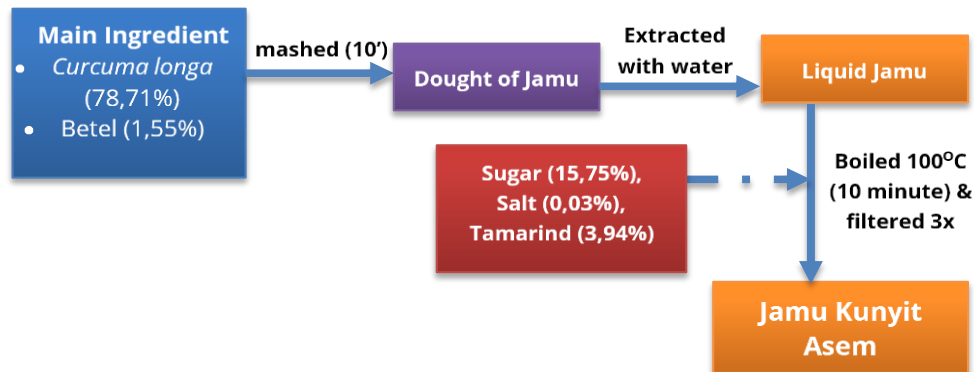 Main Ingredient
• Curcuma longa
(78,71%)
• Betel (1,55%)
mashed (10’)
Dought of Jamu
Extracted
with water
Liquid Jamu
Sugar (15,75%),
Salt (0,03%),
Tamarind (3,94%)
Boiled 100⁰C
(10 minute) &
filtered 3x
Jamu Kunyit
Asem